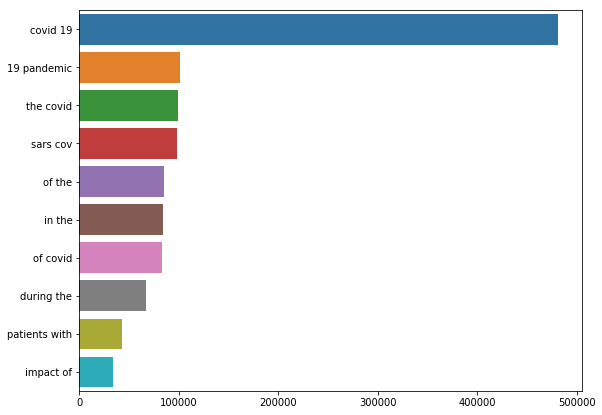 covid 19
19 pandemic
the covid
sars cov
of the
in the
of covid
during the
patients with
impact of
0 100000 200000 300000 400000 500000